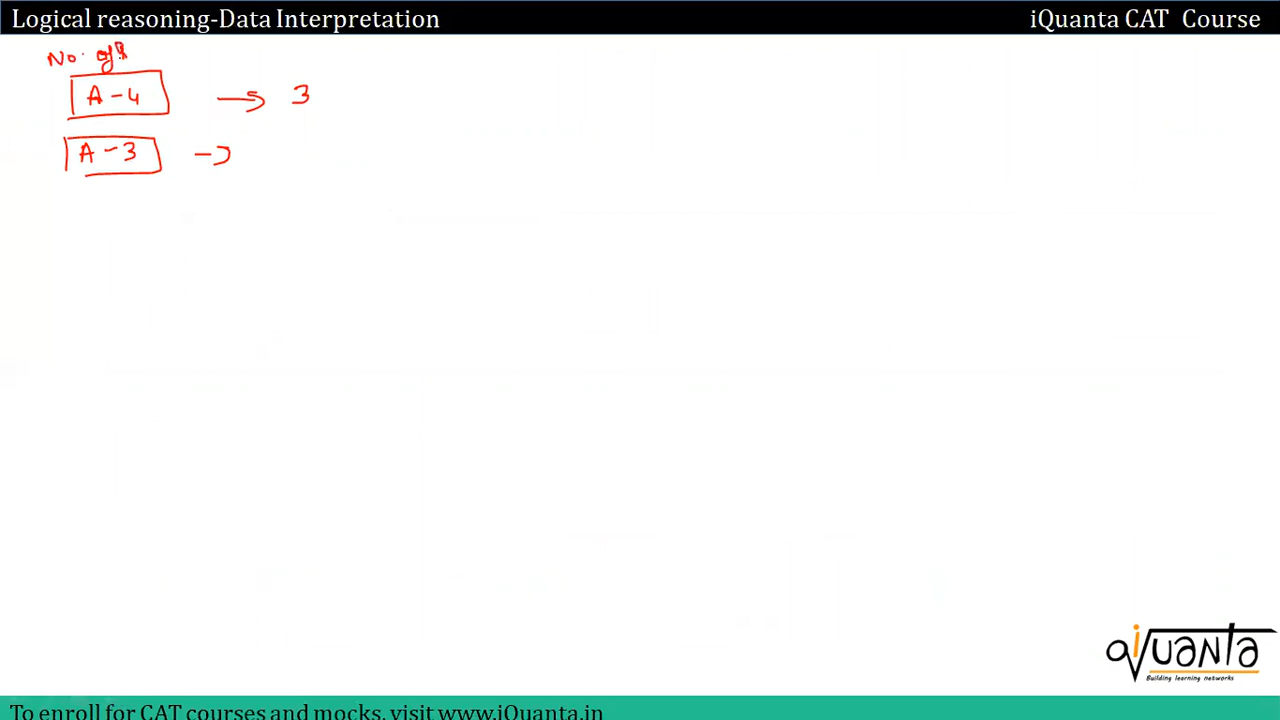 Logical reasoning-Data Interpretation iQuanta CAT Course
No. of
A-4 → 3
A-3 →
iQuanta
Building learning networks
To enroll for CAT courses and mocks, visit www.iQuanta.in